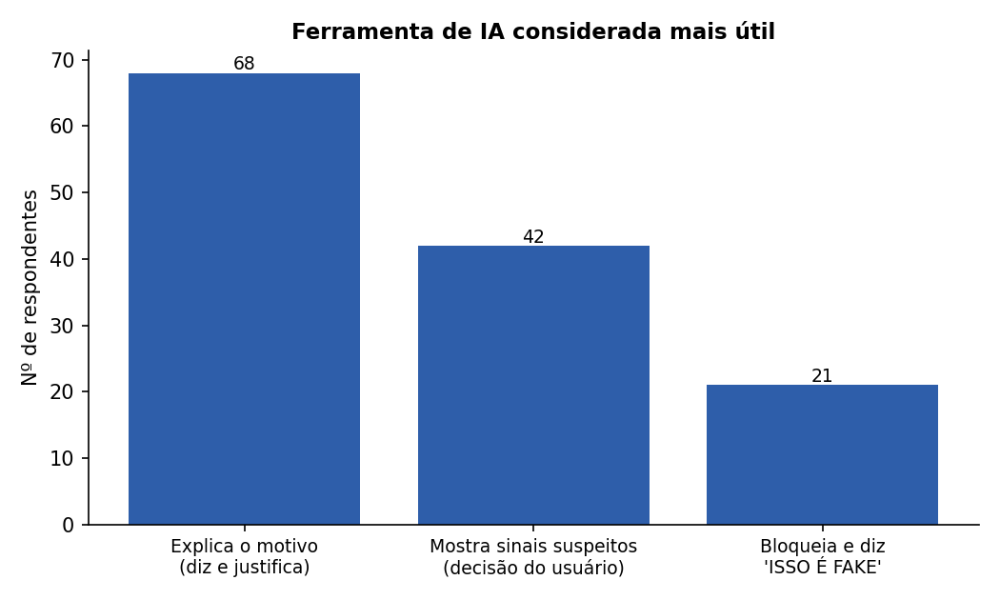 Ferramenta de IA considerada mais útil
Nº de respondentes
70
60
50
40
30
20
10
0
68
42
21
Explica o motivo
(diz e justifica)
Mostra sinais suspeitos
(decisão do usuário)
Bloqueia e diz
'ISSO É FAKE'